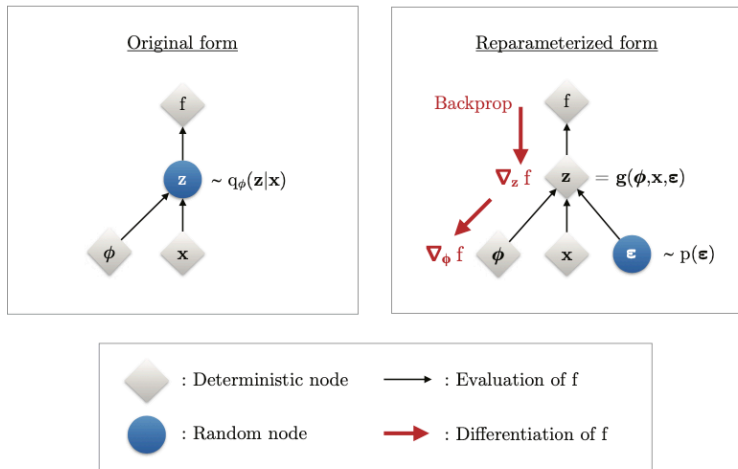 Original form
f
z ~ qϕ(z|x)
ϕ x
Reparameterized form
Backprop f
∇z f z = g(ϕ,x,ε)
∇ϕ f ϕ x ε ~ p(ε)
: Deterministic node : Evaluation of f
: Random node : Differentiation of f